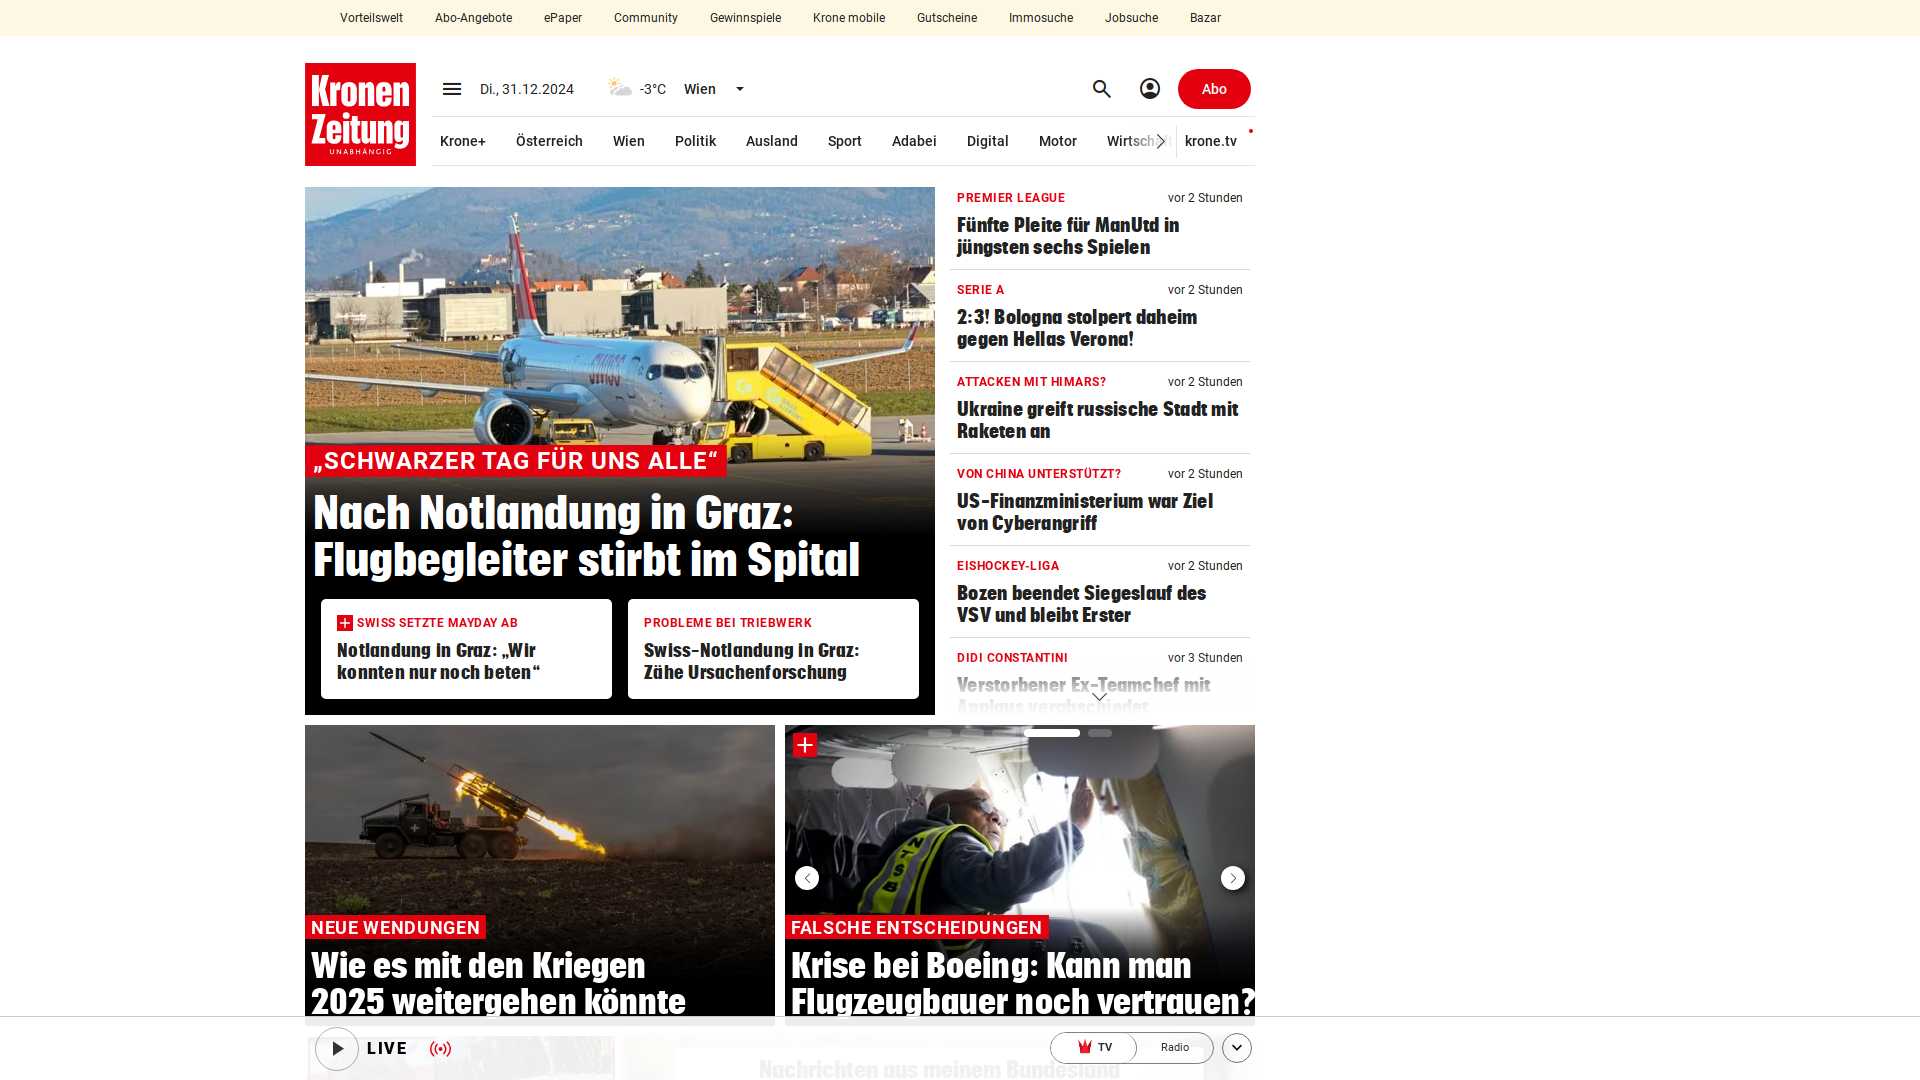 Vorteilswelt Abo-Angebote ePaper Community Gewinnspiele Krone mobile Gutscheine Immosuche Jobsuche Bazar
Kronen
Zeitung
UNABHÄNGIG
Di., 31.12.2024 -3°C Wien
Abo
Krone+ Österreich Wien Politik Ausland Sport Adabei Digital Motor Wirtschaft krone.tv
„SCHWARZER TAG FÜR UNS ALLE“
Nach Notlandung in Graz:
Flugbegleiter stirbt im Spital
SWISS SETZTE MAYDAY AB
Notlandung in Graz: „Wir
konnten nur noch beten“
PROBLEME BEI TRIEBWERK
Swiss-Notlandung in Graz:
Zähe Ursachenforschung
PREMIER LEAGUE vor 2 Stunden
Fünfte Pleite für ManUtd in
jüngsten sechs Spielen
SERIE A vor 2 Stunden
2:3! Bologna stolpert daheim
gegen Hellas Verona!
ATTACKEN MIT HIMARS? vor 2 Stunden
Ukraine greift russische Stadt mit
Raketen an
VON CHINA UNTERSTÜTZT? vor 2 Stunden
US-Finanzministerium war Ziel
von Cyberangriff
EISHOCKEY-LIGA vor 2 Stunden
Bozen beendet Siegeslauf des
VSV und bleibt Erster
DIDI CONSTANTINI vor 3 Stunden
Verstorbener Ex-Teamchef mit
Applaus verabschiedet
NEUE WENDUNGEN
Wie es mit den Kriegen
2025 weitergehen könnte
NTSB
FALSCHE ENTSCHEIDUNGEN
Krise bei Boeing: Kann man
Flugzeugbauer noch vertrauen?
LIVE
TV
Radio
Nachrichten aus meinem Bundesland